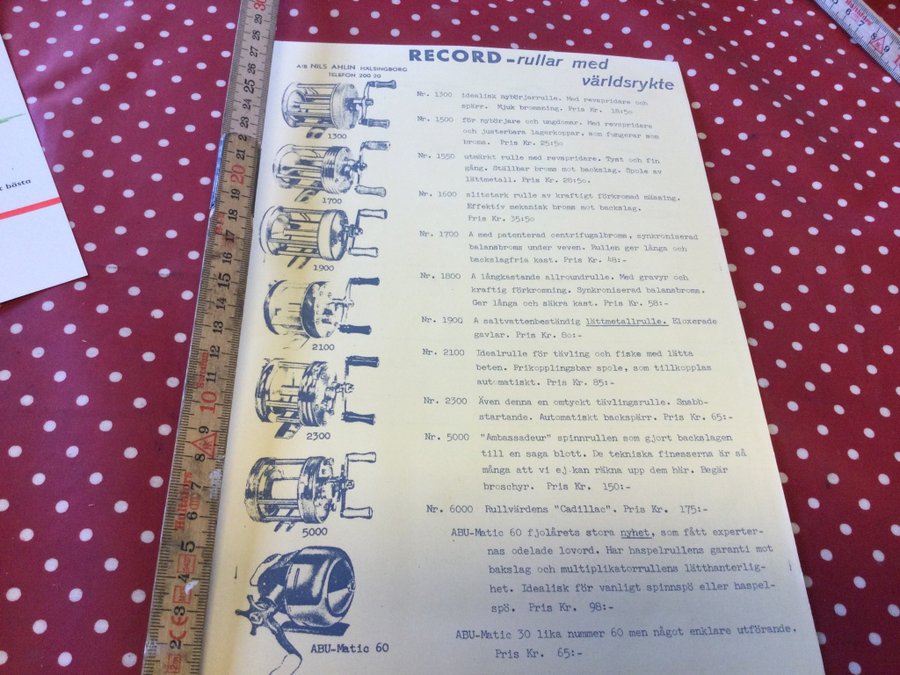 RECORD-rullar med
världsrykte
A/B NILS AHLIN HÄLSINGBORG
TELEFON 200 70
1300
1700
1900
2100
2300
5000
ABU-Matic 60
Nr. 1300 Idealisk nybörjarrulle. Med revspridare och
spärr. Mjuk bromsning. Pris Kr. 18:50
Nr. 1500 för nybörjare och ungdomar. Med revspridare
och justerbara lagerkoppar, som fungerar som
broms. Pris Kr. 25:50
Nr. 1550 utmärkt rulle med revspridare. Tyst och fin
gång. Ställbar broms mot backslag. Spole av
lättmetall. Pris Kr. 28:50.
Nr. 1600 slitstark rulle av kraftigt förkromad mässing.
Effektiv mekanisk broms mot backslag.
Pris Kr. 35:50
Nr. 1700 A med patenterad centrifugalbroms, synkroniserad
balansbroms under veven. Rullen ger långa och
backslagfria kast. Pris Kr. 48:-
Nr. 1800 A långkastande allroundrulle. Med gravyr och
kraftig förkromning. Synkroniserad balansbroms.
Ger långa och säkra kast. Pris Kr. 58:-
Nr. 1900 A saltvattenbeständig lättmetallrulle. Eloxerade
gavlar. Pris Kr. 80:-
Nr. 2100 Idealrulle för tävling och fiske med lätta
beten. Frikopplingsbar spole, som tillkopplas
automatiskt. Pris Kr. 85:-
Nr. 2300 Även denna en omtyckt tävlingsrulle. Snabb-
startande. Automatiskt backspärr. Pris Kr. 65:-
Nr. 5000 "Ambassadeur" spinnrullen som gjort backslagen
till en saga blott. De tekniska finesserna är så
många att vi ej kan räkna upp dem här. Begär
broschyr. Pris Kr. 150:-
Nr. 6000 Rullvärdens "Cadillac". Pris Kr. 175:-
ABU-Matic 60 fjolårets stora nyhet, som fått exper­ter-
nas odelade lovord. Har haspelrullens garanti mot
bakslag och multiplikatorrullens lätthanterlig-
het. Idealisk för vanligt spinnspö eller haspel-
spö. Pris Kr. 98:-
ABU-Matic 30 lika nummer 60 men något enklare utförande.
Pris Kr. 65:-
bästa